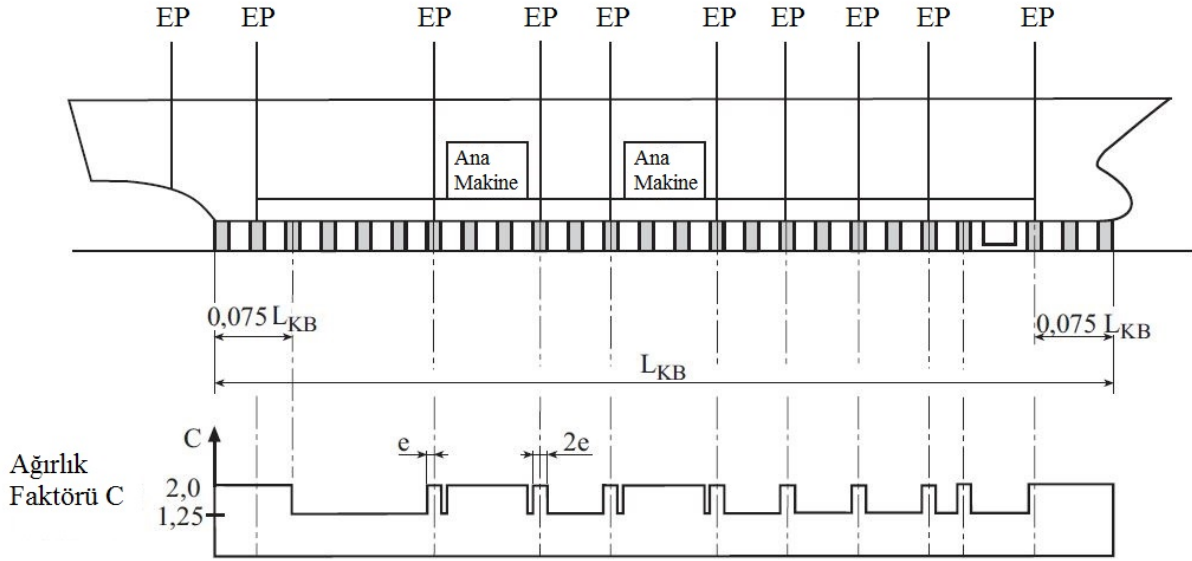 EP EP EP EP EP EP EP EP EP EP
Ana
Makine
Ana
Makine
0,075 L_KB
0,075 L_KB
L_KB
C
e
2e
Ağırlık
Faktörü C
2,0
1,25